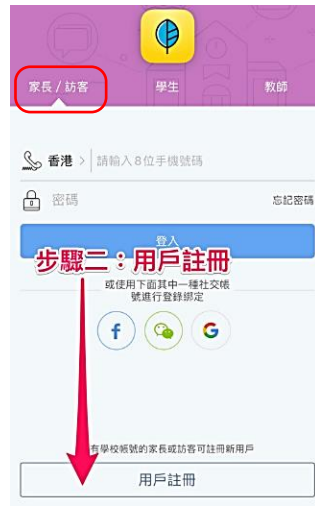 家長 / 訪客
學生
教師
香港 >
請輸入8位手機號碼
密碼
忘記密碼
登入
步驟二：用戶註冊
或使用下面其中一種社交帳
號進行登錄綁定
f
G
有學校帳號的家長或訪客可註冊新用戶
用戶註冊